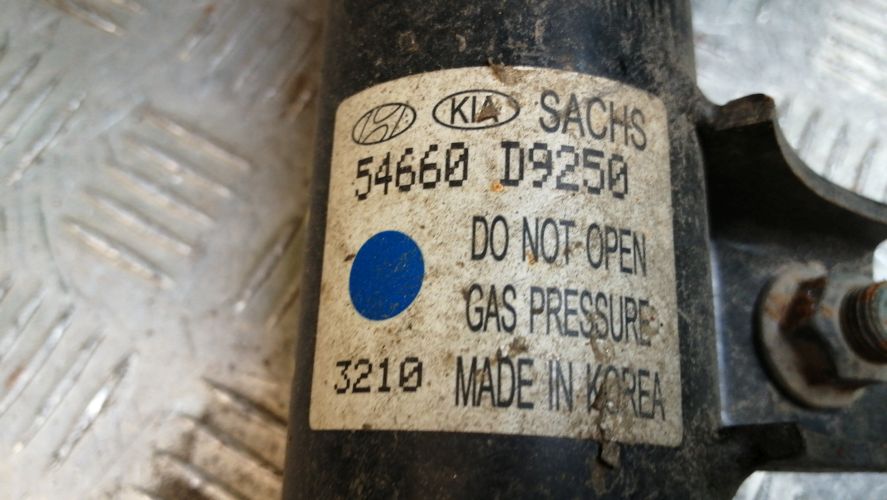 KIA SACHS
54660 D9250
DO NOT OPEN
GAS PRESSURE
3210 MADE IN KOREA